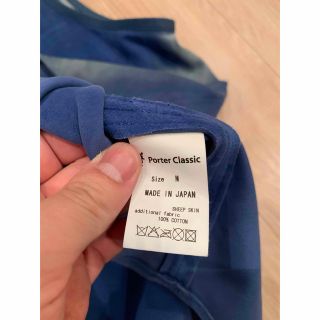 Porter Classic
Size M
MADE IN JAPAN
SHEEP SKIN
additional fabric
100% COTTON